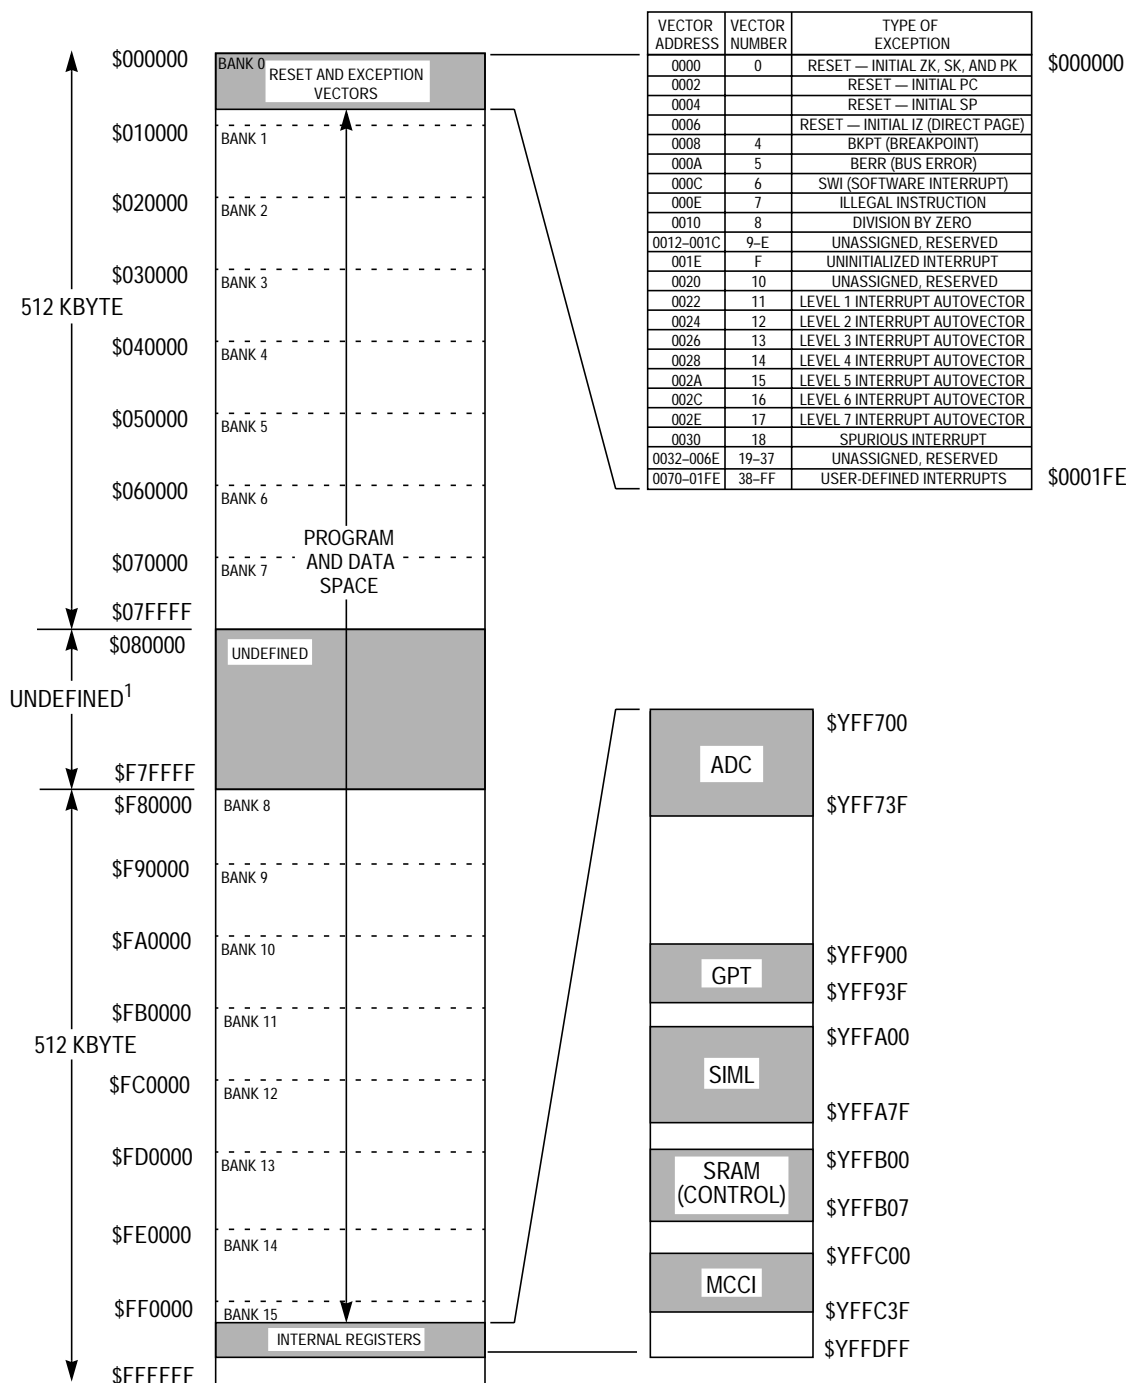 VECTOR ADDRESS VECTOR NUMBER TYPE OF EXCEPTION
0000 0 RESET — INITIAL ZK, SK, AND PK
0002 RESET — INITIAL PC
0004 RESET — INITIAL SP
0006 RESET — INITIAL IZ (DIRECT PAGE)
0008 4 BKPT (BREAKPOINT)
000A 5 BERR (BUS ERROR)
000C 6 SWI (SOFTWARE INTERRUPT)
000E 7 ILLEGAL INSTRUCTION
0010 8 DIVISION BY ZERO
0012–001C 9–E UNASSIGNED, RESERVED
001E F UNINITIALIZED INTERRUPT
0020 10 UNASSIGNED, RESERVED
0022 11 LEVEL 1 INTERRUPT AUTOVECTOR
0024 12 LEVEL 2 INTERRUPT AUTOVECTOR
0026 13 LEVEL 3 INTERRUPT AUTOVECTOR
0028 14 LEVEL 4 INTERRUPT AUTOVECTOR
002A 15 LEVEL 5 INTERRUPT AUTOVECTOR
002C 16 LEVEL 6 INTERRUPT AUTOVECTOR
002E 17 LEVEL 7 INTERRUPT AUTOVECTOR
0030 18 SPURIOUS INTERRUPT
0032–006E 19–37 UNASSIGNED, RESERVED
0070–01FE 38–FF USER-DEFINED INTERRUPTS
$000000
$0001FE
$000000
BANK 0
RESET AND EXCEPTION
VECTORS
$010000
BANK 1
$020000
BANK 2
$030000
BANK 3
512 KBYTE
$040000
BANK 4
$050000
BANK 5
$060000
BANK 6
PROGRAM
AND DATA
SPACE
$070000
BANK 7
$07FFFF
$080000
UNDEFINED
UNDEFINED1
$F7FFFF
$F80000
BANK 8
$F90000
BANK 9
$FA0000
BANK 10
$FB0000
BANK 11
512 KBYTE
$FC0000
BANK 12
$FD0000
BANK 13
$FE0000
BANK 14
$FF0000
BANK 15
INTERNAL REGISTERS
$FFFFFF
$YFF700
ADC
$YFF73F
$YFF900
GPT
$YFF93F
$YFFA00
SIML
$YFFA7F
$YFFB00
SRAM
(CONTROL)
$YFFB07
$YFFC00
MCCI
$YFFC3F
$YFFDFF